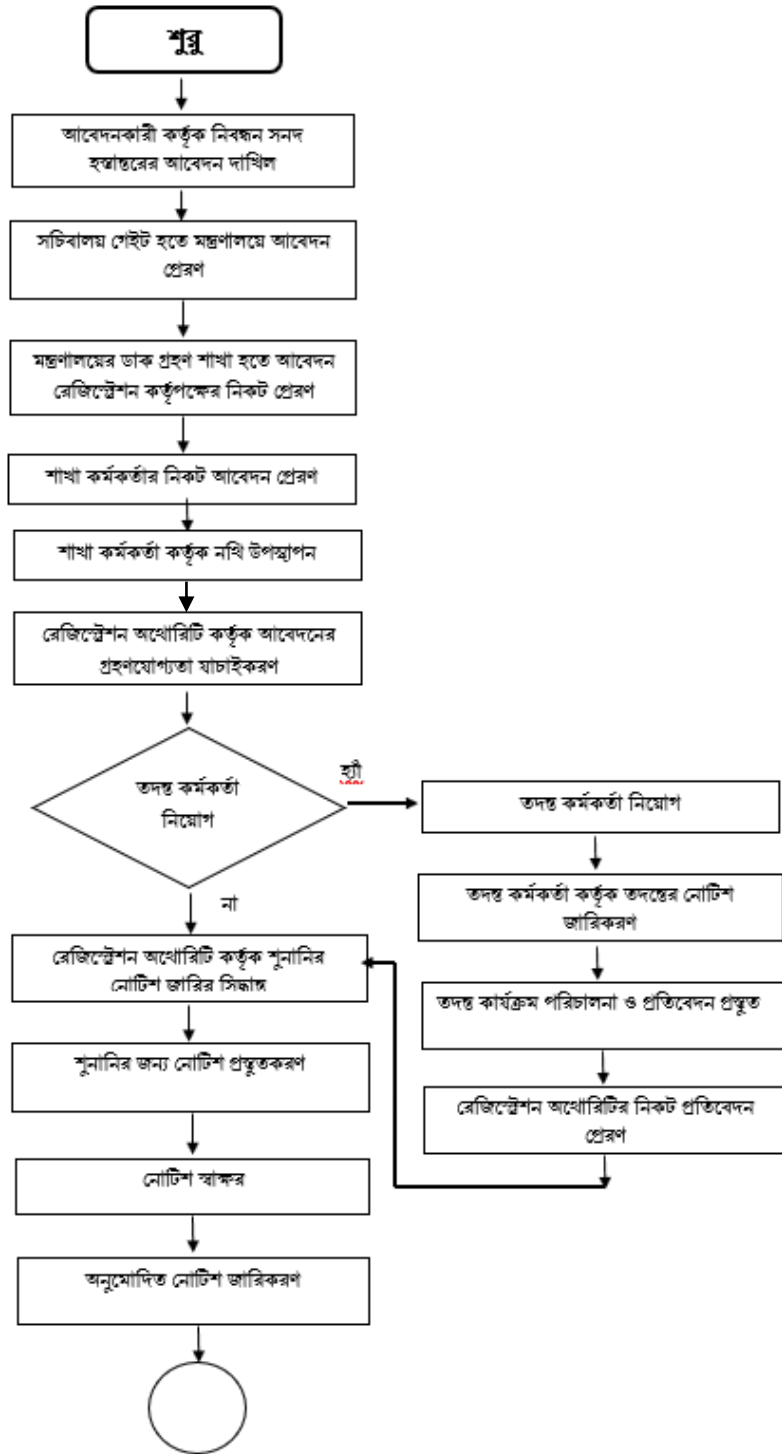 শুরু
আবেদনকারী কর্তৃক নিবন্ধন সনদ
হস্তান্তরের আবেদন দাখিল
সচিবালয় গেইট হতে মন্ত্রণালয়ে আবেদন
প্রেরণ
মন্ত্রণালয়ের ডাক গ্রহণ শাখা হতে আবেদন
রেজিস্ট্রেশন কর্তৃপক্ষের নিকট প্রেরণ
শাখা কর্মকর্তার নিকট আবেদন প্রেরণ
শাখা কর্মকর্তা কর্তৃক নথি উপস্থাপন
রেজিস্ট্রেশন অথোরিটি কর্তৃক আবেদনের
গ্রহণযোগ্যতা যাচাইকরণ
তদন্ত কর্মকর্তা
নিয়োগ
হ্যাঁ
তদন্ত কর্মকর্তা নিয়োগ
তদন্ত কর্মকর্তা কর্তৃক তদন্তের নোটিশ
জারিকরণ
তদন্ত কার্যক্রম পরিচালনা ও প্রতিবেদন প্রস্তুত
রেজিস্ট্রেশন অথোরিটির নিকট প্রতিবেদন
প্রেরণ
না
রেজিস্ট্রেশন অথোরিটি কর্তৃক শুনানির
নোটিশ জারির সিদ্ধান্ত
শুনানির জন্য নোটিশ প্রস্তুতকরণ
নোটিশ স্বাক্ষর
অনুমোদিত নোটিশ জারিকরণ